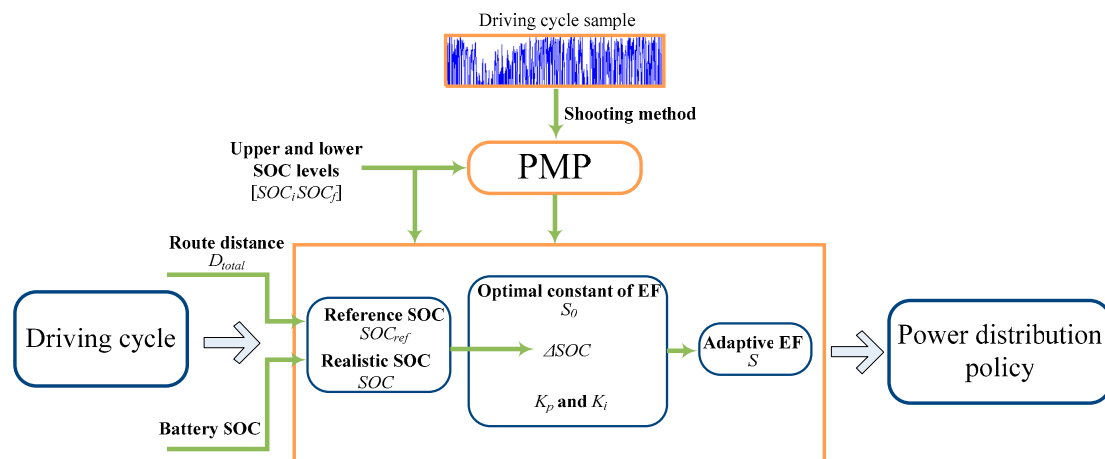 Driving cycle sample
Shooting method
Upper and lower
SOC levels
[SOCiSOCf]
PMP
Route distance
Dtotal
Driving cycle
Battery SOC
Reference SOC
SOCref
Realistic SOC
SOC
Optimal constant of EF
S0
ΔSOC
Kp and Ki
Adaptive EF
S
Power distribution
policy